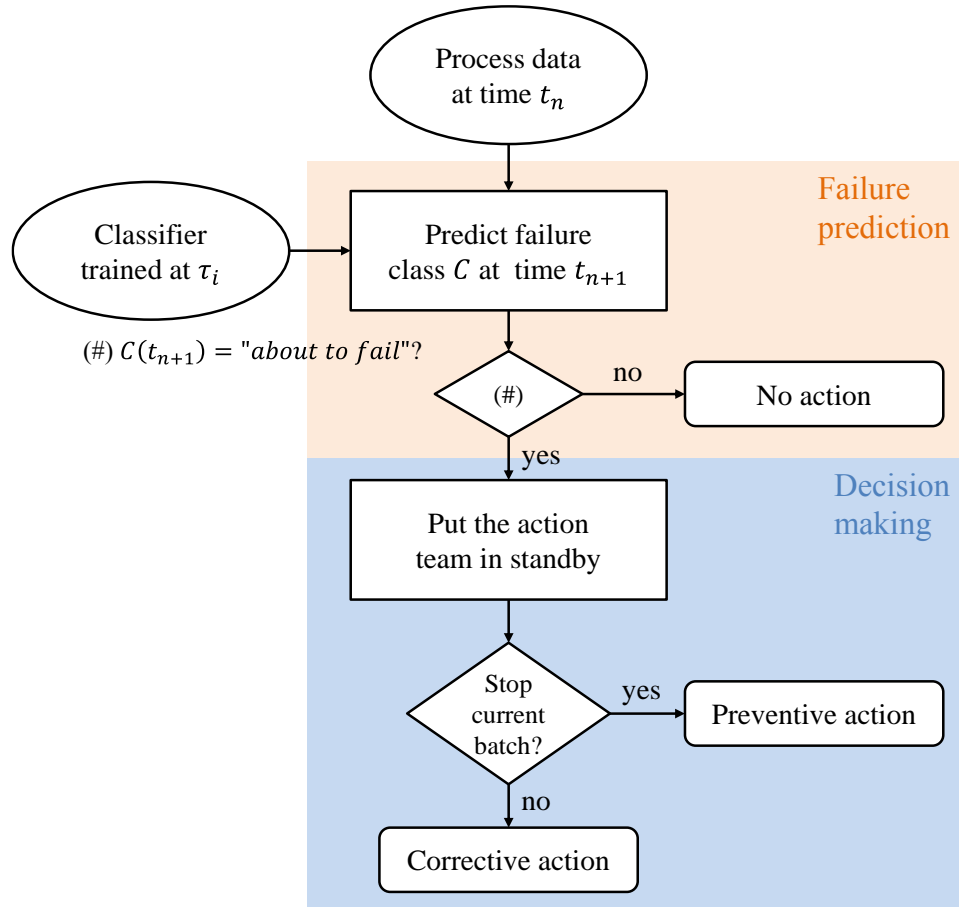 Process data
at time tₙ
Failure
prediction
Classifier
trained at τᵢ
Predict failure
class C at time tₙ₊₁
(#) C(tₙ₊₁) = "about to fail"?
(#)
no
No action
yes
Decision
making
Put the action
team in standby
Stop
current
batch?
yes
Preventive action
no
Corrective action